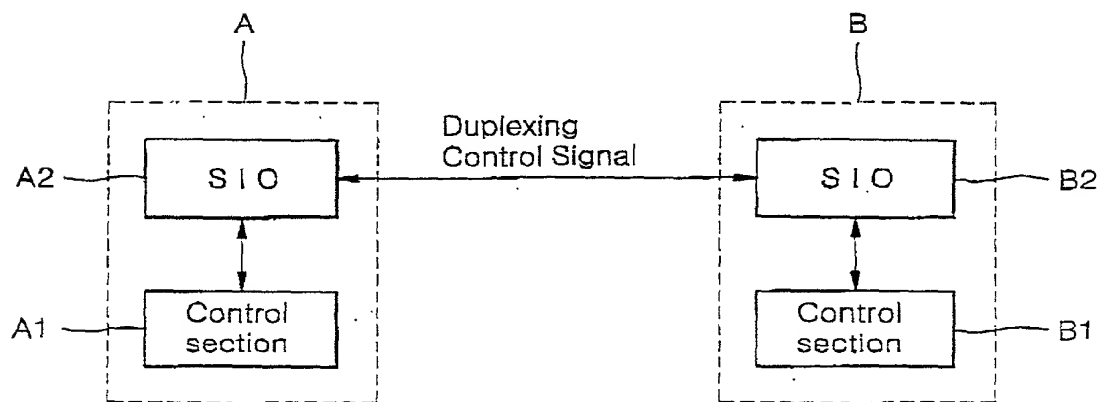 A
B
Duplexing
Control Signal
A2
SIO
SIO
B2
A1
Control
section
Control
section
B1